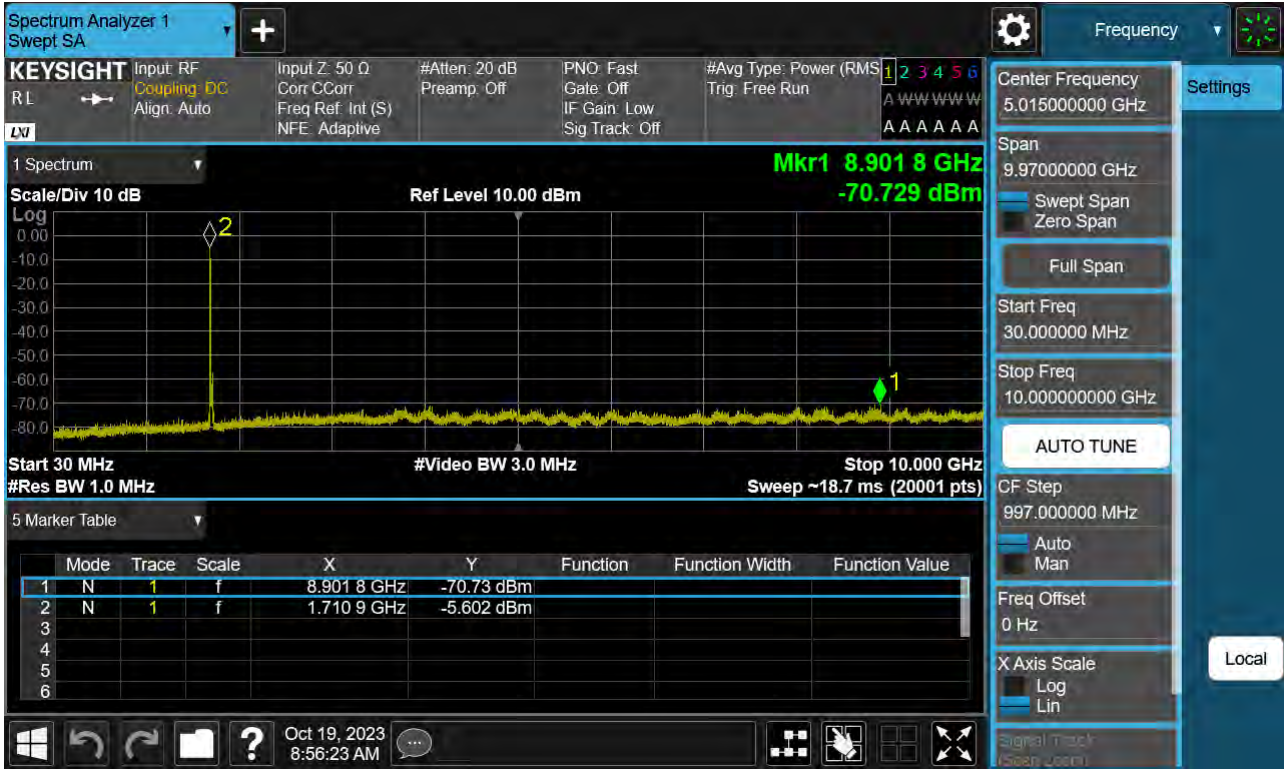 Spectrum Analyzer 1
Swept SA
+
Frequency
KEYSIGHT
RL
LXI
Input: RF
Coupling: DC
Align: Auto
Input Z: 50 Ω
Corr CCorr
Freq Ref: Int (S)
NFE: Adaptive
#Atten: 20 dB
Preamp: Off
PNO: Fast
Gate: Off
IF Gain: Low
Sig Track: Off
#Avg Type: Power (RMS
Trig: Free Run
1 2 3 4 5 6
A W W W W W
A A A A A A
1 Spectrum
Mkr1 8.901 8 GHz
-70.729 dBm
Scale/Div 10 dB
Ref Level 10.00 dBm
Log
0.00
-10.0
-20.0
-30.0
-40.0
-50.0
-60.0
-70.0
-80.0
2
1
Start 30 MHz
#Video BW 3.0 MHz
Stop 10.000 GHz
#Res BW 1.0 MHz
Sweep ~18.7 ms (20001 pts)
5 Marker Table
Mode Trace Scale X Y Function Function Width Function Value
1 N 1 f 8.901 8 GHz -70.73 dBm
2 N 1 f 1.710 9 GHz -5.602 dBm
3
4
5
6
Center Frequency
5.015000000 GHz
Span
9.97000000 GHz
Swept Span
Zero Span
Full Span
Start Freq
30.000000 MHz
Stop Freq
10.000000000 GHz
AUTO TUNE
CF Step
997.000000 MHz
Auto
Man
Freq Offset
0 Hz
X Axis Scale
Log
Lin
Signal Track
(Span Zoom)
Settings
Local
?
Oct 19, 2023
8:56:23 AM